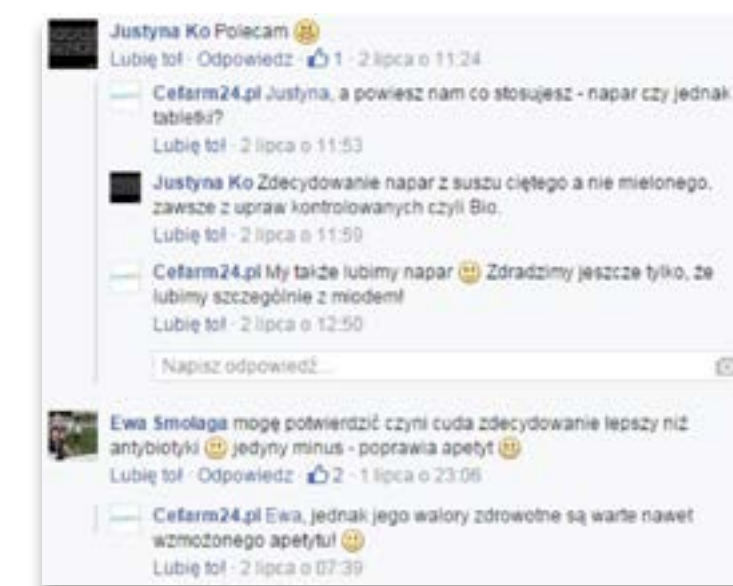 Justyna Ko Polecam
Lubię to! · Odpowiedz · 1 · 2 lipca o 11:24
Cefarm24.pl Justyna, a powiesz nam co stosujesz - napar czy jednak
tabletki?
Lubię to! · 2 lipca o 11:53
Justyna Ko Zdecydowanie napar z suszu ciętego a nie mielonego,
zawsze z upraw kontrolowanych czyli Bio.
Lubię to! · 2 lipca o 11:59
Cefarm24.pl My także lubimy napar Zdradzimy jeszcze tylko, że
lubimy szczególnie z miodem!
Lubię to! · 2 lipca o 12:50
Napisz odpowiedź...
Ewa Smolaga mogę potwierdzić czyni cuda zdecydowanie lepszy niż
antybiotyki jedyny minus - poprawia apetyt
Lubię to! · Odpowiedz · 2 · 1 lipca o 23:06
Cefarm24.pl Ewa, jednak jego walory zdrowotne są warte nawet
wzmożonego apetytu!
Lubię to! · 2 lipca o 07:39